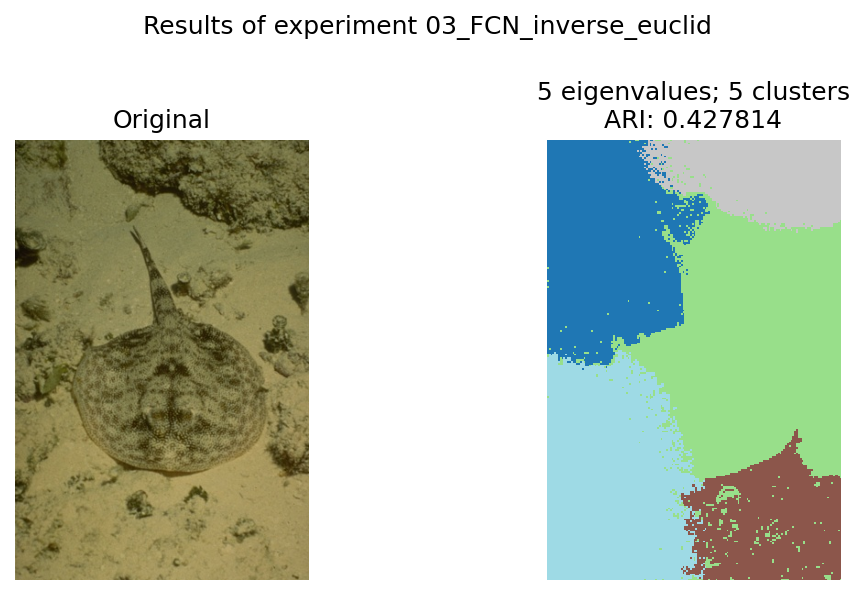 Results of experiment 03_FCN_inverse_euclid
Original
5 eigenvalues; 5 clusters
ARI: 0.427814